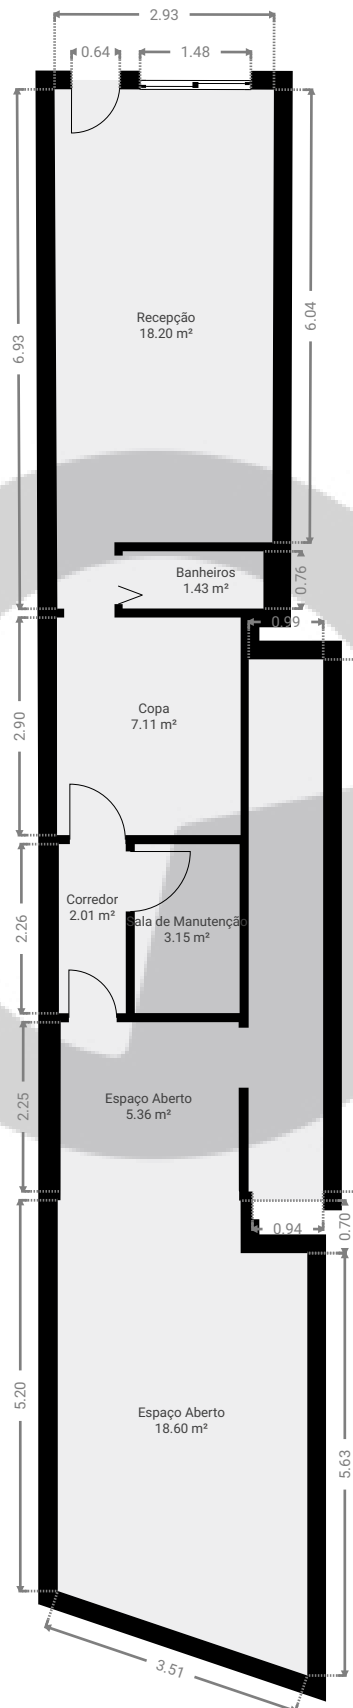 2.93
0.64
1.48
6.93
6.04
Recepção
18.20 m²
Banheiros
1.43 m²
0.76
0.99
2.90
Copa
7.11 m²
Corredor
2.01 m²
2.26
Sala de Manutenção
3.15 m²
2.25
Espaço Aberto
5.36 m²
0.94
0.70
5.20
Espaço Aberto
18.60 m²
5.63
3.51